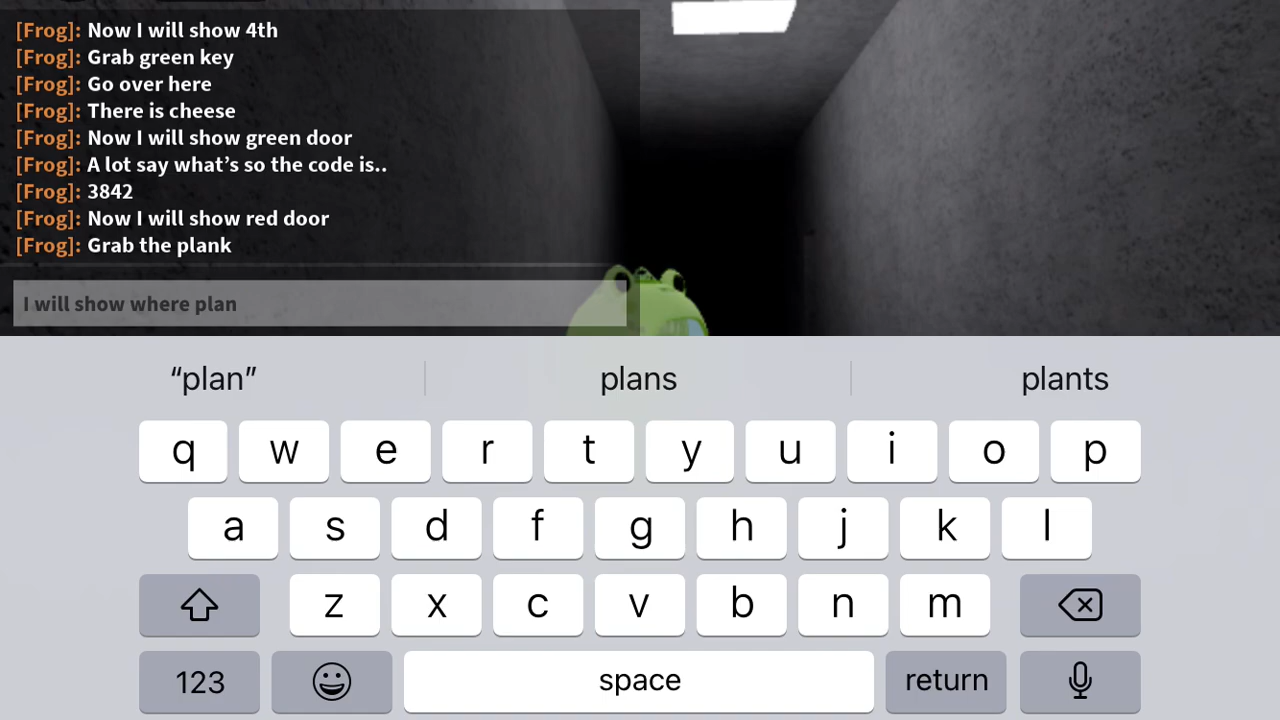 [Frog]: Now I will show 4th
[Frog]: Grab green key
[Frog]: Go over here
[Frog]: There is cheese
[Frog]: Now I will show green door
[Frog]: A lot say what’s so the code is..
[Frog]: 3842
[Frog]: Now I will show red door
[Frog]: Grab the plank
I will show where plan
“plan” plans plants
q w e r t y u i o p
a s d f g h j k l
z x c v b n m
123 space return